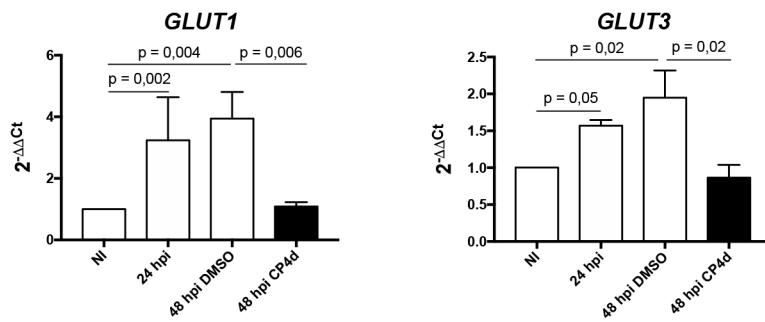 GLUT1
p = 0,004
p = 0,006
p = 0,002
6
4
2
0
2-ΔΔCt
NI
24 hpi
48 hpi DMSO
48 hpi CP4d
GLUT3
p = 0,02
p = 0,02
p = 0,05
2.5
2.0
1.5
1.0
0.5
0.0
2-ΔΔCt
NI
24 hpi
48 hpi DMSO
48 hpi CP4d